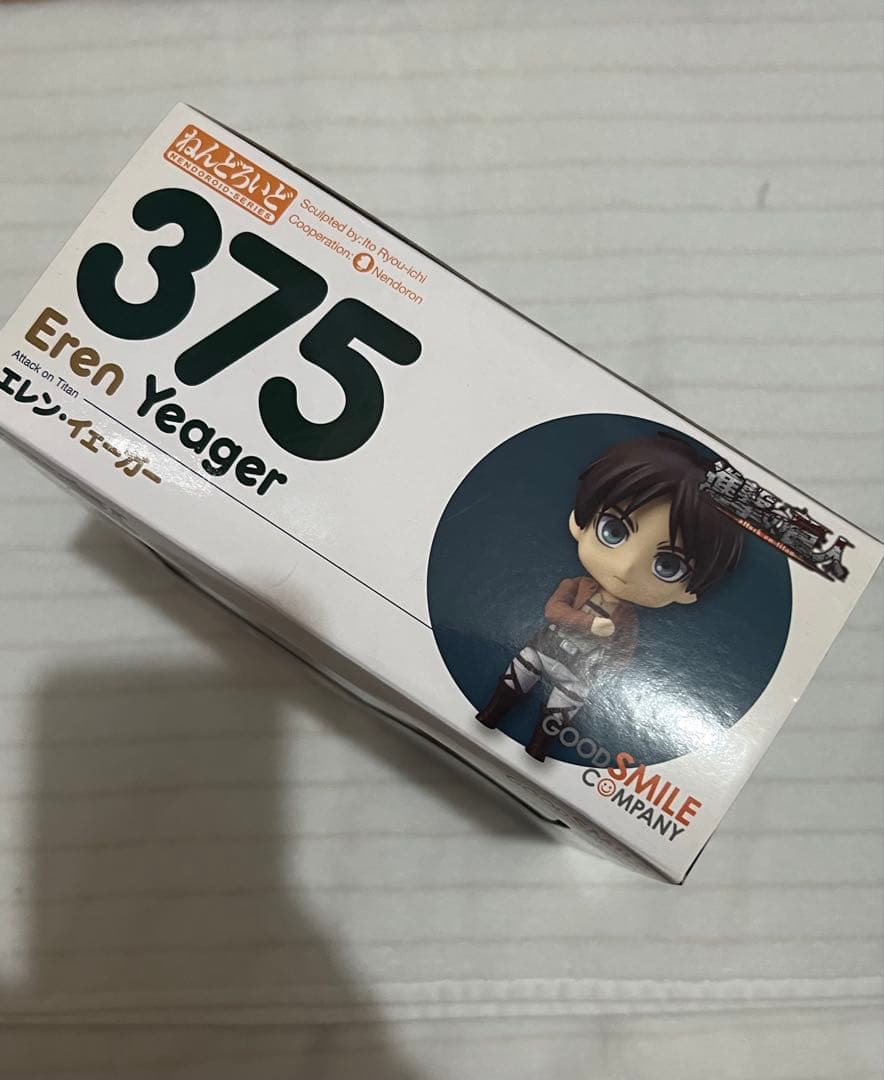 ねんどろいど
NENDOROID-SERIES
Sculpted by: Ito Ryou-ichi
Cooperation: Nendoron
375
Eren Yeager
Attack on Titan
エレン・イェーガー
進撃の巨人
attack on titan
GOOD SMILE
COMPANY